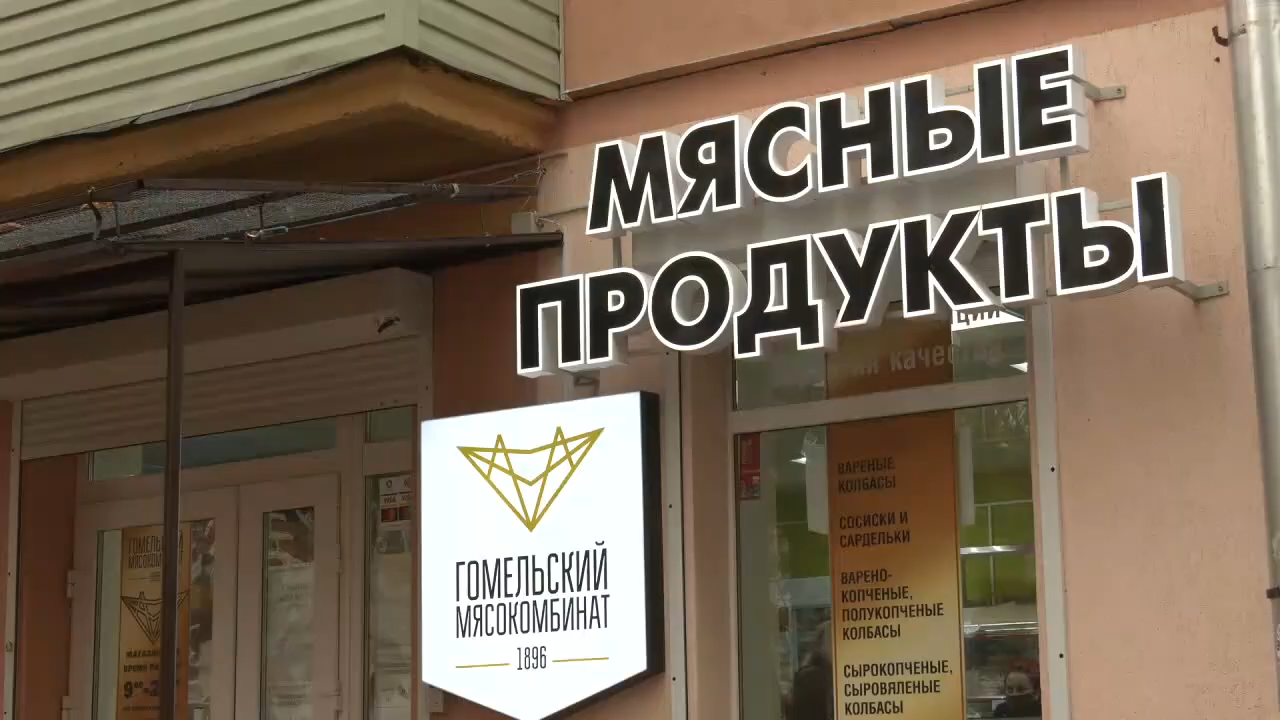 МЯСНЫЕ
ПРОДУКТЫ
ГОМЕЛЬСКИЙ
МЯСОКОМБИНАТ
1896
ВАРЕНЫЕ
КОЛБАСЫ
СОСИСКИ И
САРДЕЛЬКИ
ВАРЕНО-
КОПЧЕНЫЕ,
ПОЛУКОПЧЕНЫЕ
КОЛБАСЫ
СЫРОКОПЧЕНЫЕ,
СЫРОВЯЛЕНЫЕ
КОЛБАСЫ